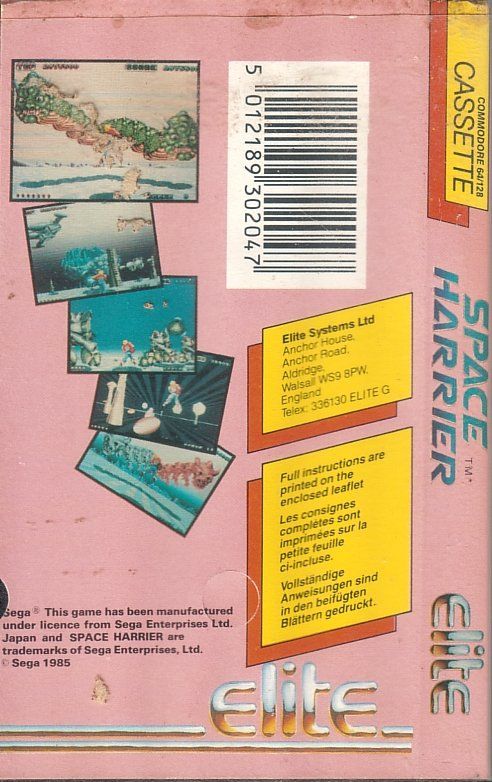 5 012189 302047
COMMODORE 64/128
CASSETTE
SPACE
HARRIER
TM*
Elite Systems Ltd
Anchor House,
Anchor Road,
Aldridge,
Walsall WS9 8PW,
England
Telex: 336130 ELITE G
Full instructions are
printed on the
enclosed leaflet
Les consignes
complètes sont
imprimées sur la
petite feuille
ci-incluse.
Vollständige
Anweisungen sind
in den beifügten
Blättern gedruckt.
Sega® This game has been manufactured
under licence from Sega Enterprises Ltd.
Japan and SPACE HARRIER are
trademarks of Sega Enterprises, Ltd.
© Sega 1985
elite
elite